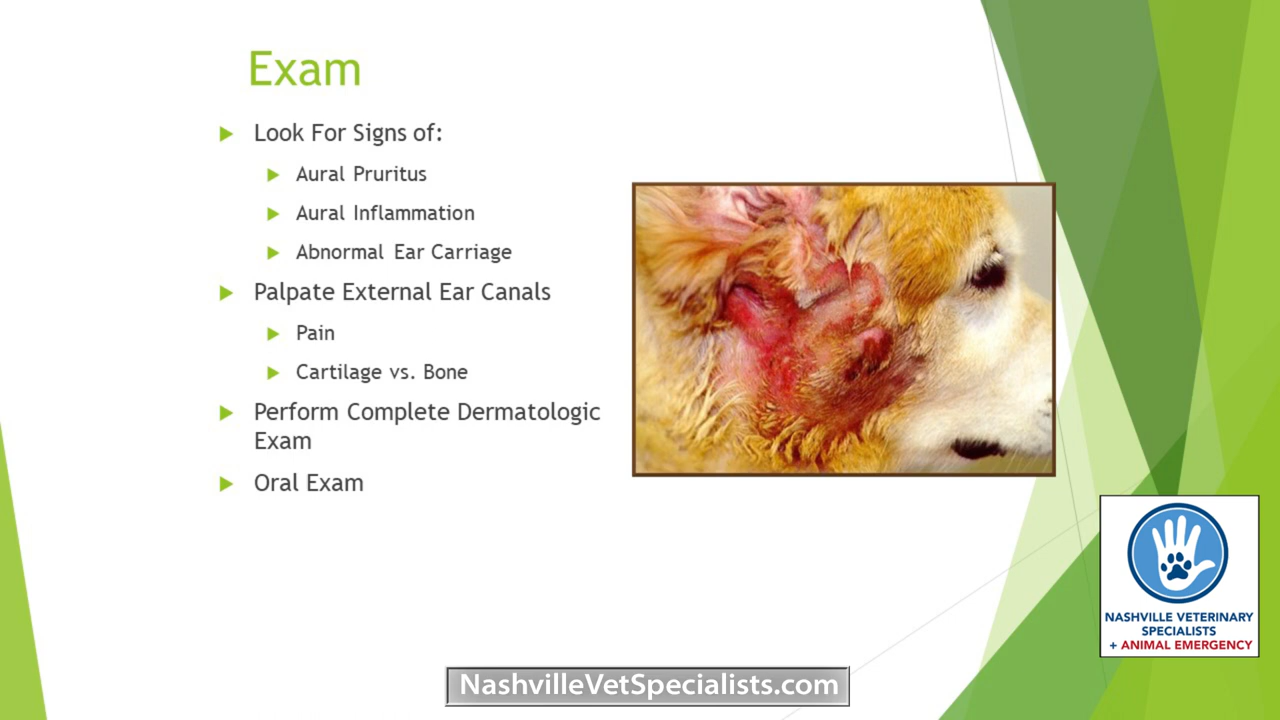 Exam
Look For Signs of:
Aural Pruritus
Aural Inflammation
Abnormal Ear Carriage
Palpate External Ear Canals
Pain
Cartilage vs. Bone
Perform Complete Dermatologic
Exam
Oral Exam
NASHVILLE VETERINARY
SPECIALISTS
+ ANIMAL EMERGENCY
NashvilleVetSpecialists.com